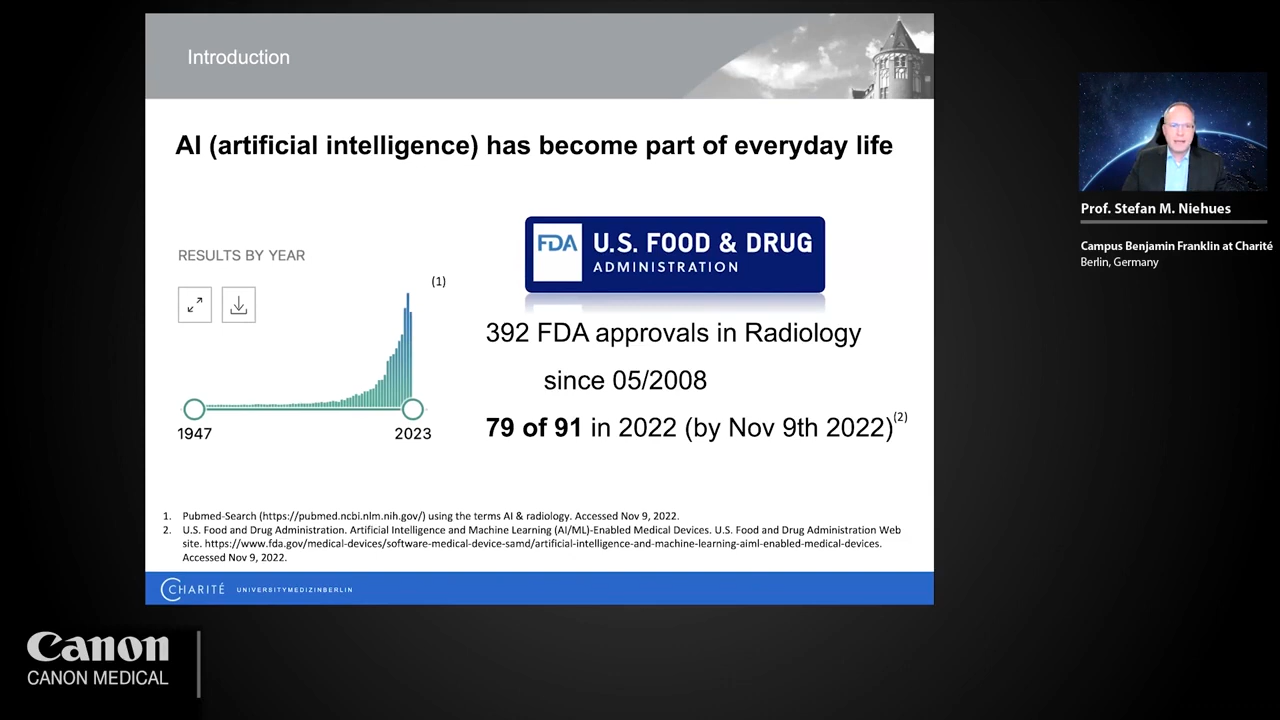 Introduction
AI (artificial intelligence) has become part of everyday life
RESULTS BY YEAR
(1)
1947
2023
FDA
U.S. FOOD & DRUG
ADMINISTRATION
392 FDA approvals in Radiology
since 05/2008
79 of 91 in 2022 (by Nov 9th 2022)(2)
1. Pubmed-Search (https://pubmed.ncbi.nlm.nih.gov/) using the terms AI & radiology. Accessed Nov 9, 2022.
2. U.S. Food and Drug Administration. Artificial Intelligence and Machine Learning (AI/ML)-Enabled Medical Devices. U.S. Food and Drug Administration Web
site. https://www.fda.gov/medical-devices/software-medical-device-samd/artificial-intelligence-and-machine-learning-aiml-enabled-medical-devices.
Accessed Nov 9, 2022.
CHARITÉ UNIVERSITYMEDIZINBERLIN
Prof. Stefan M. Niehues
Campus Benjamin Franklin at Charité
Berlin, Germany
Canon
CANON MEDICAL